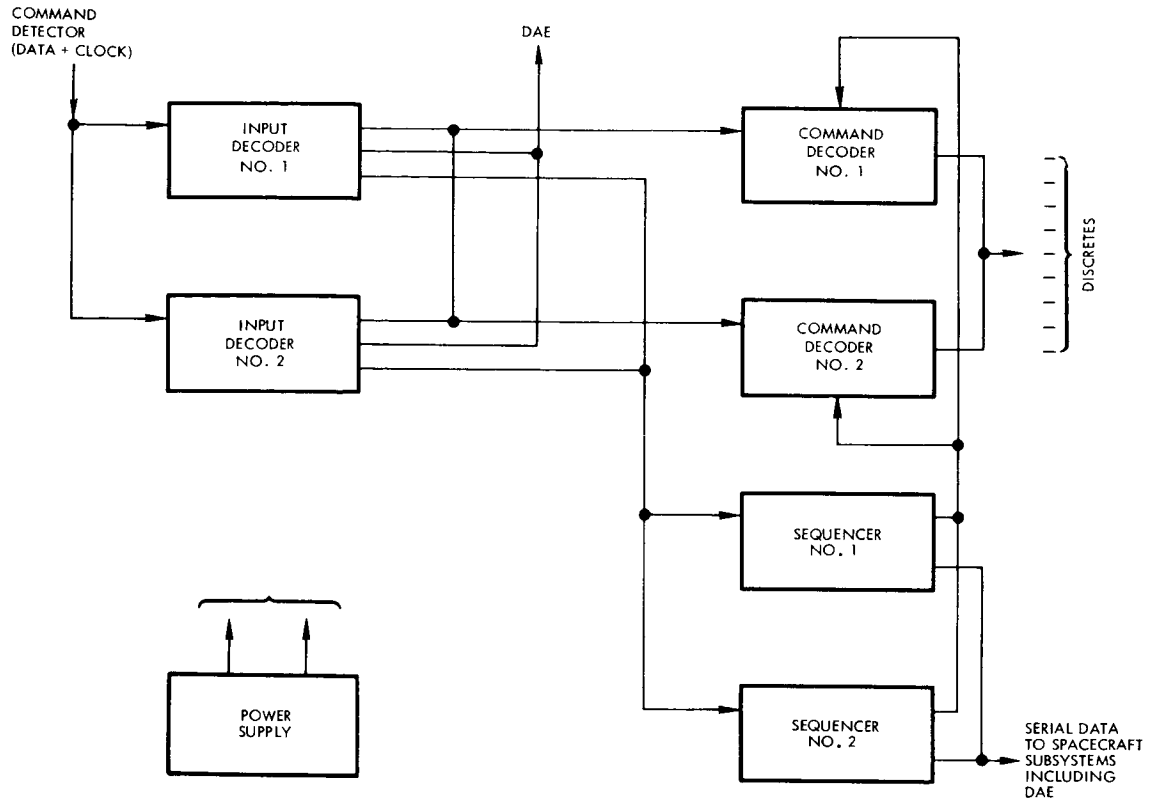 COMMAND
DETECTOR
(DATA + CLOCK)
DAE
INPUT
DECODER
NO. 1
COMMAND
DECODER
NO. 1
DISCRETES
INPUT
DECODER
NO. 2
COMMAND
DECODER
NO. 2
SEQUENCER
NO. 1
POWER
SUPPLY
SEQUENCER
NO. 2
SERIAL DATA
TO SPACECRAFT
SUBSYSTEMS
INCLUDING
DAE